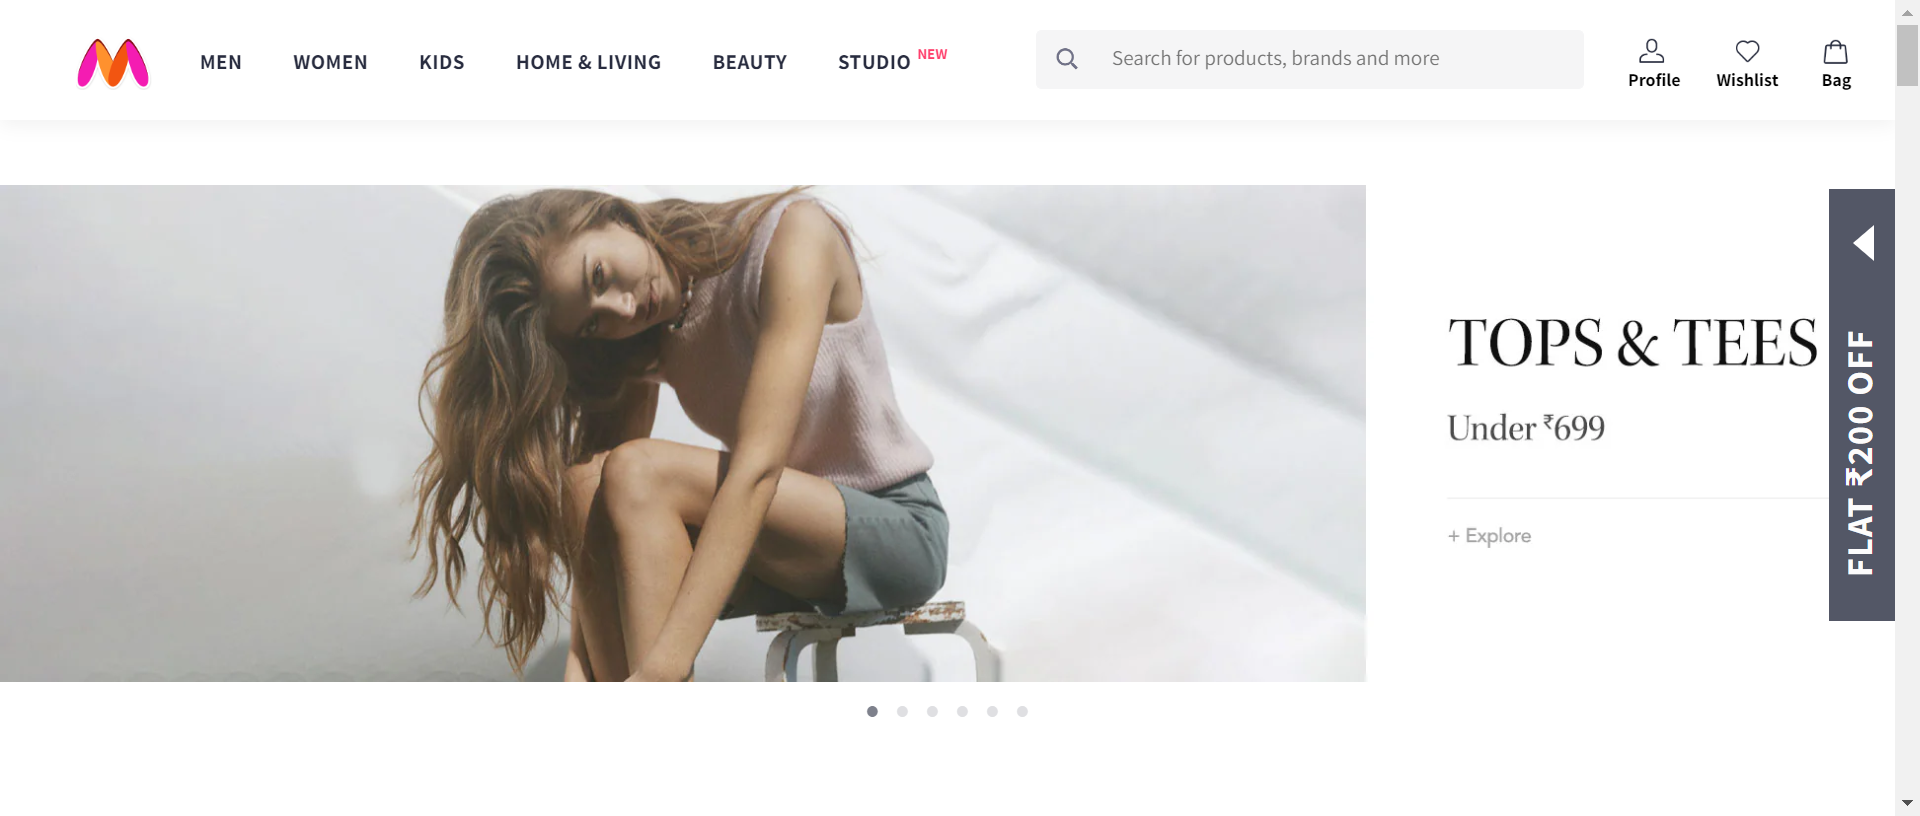 MEN WOMEN KIDS HOME & LIVING BEAUTY STUDIO NEW
Search for products, brands and more
Profile Wishlist Bag
TOPS & TEES
Under ₹699
+ Explore
FLAT ₹200 OFF